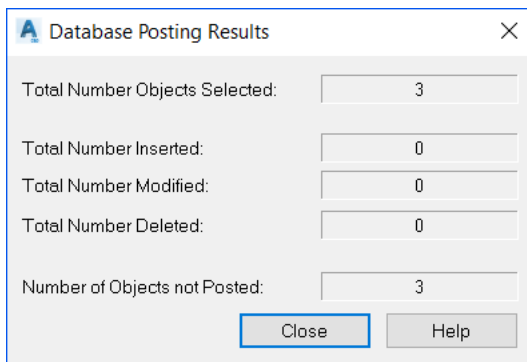 Database Posting Results
Total Number Objects Selected: 3
Total Number Inserted: 0
Total Number Modified: 0
Total Number Deleted: 0
Number of Objects not Posted: 3
Close Help